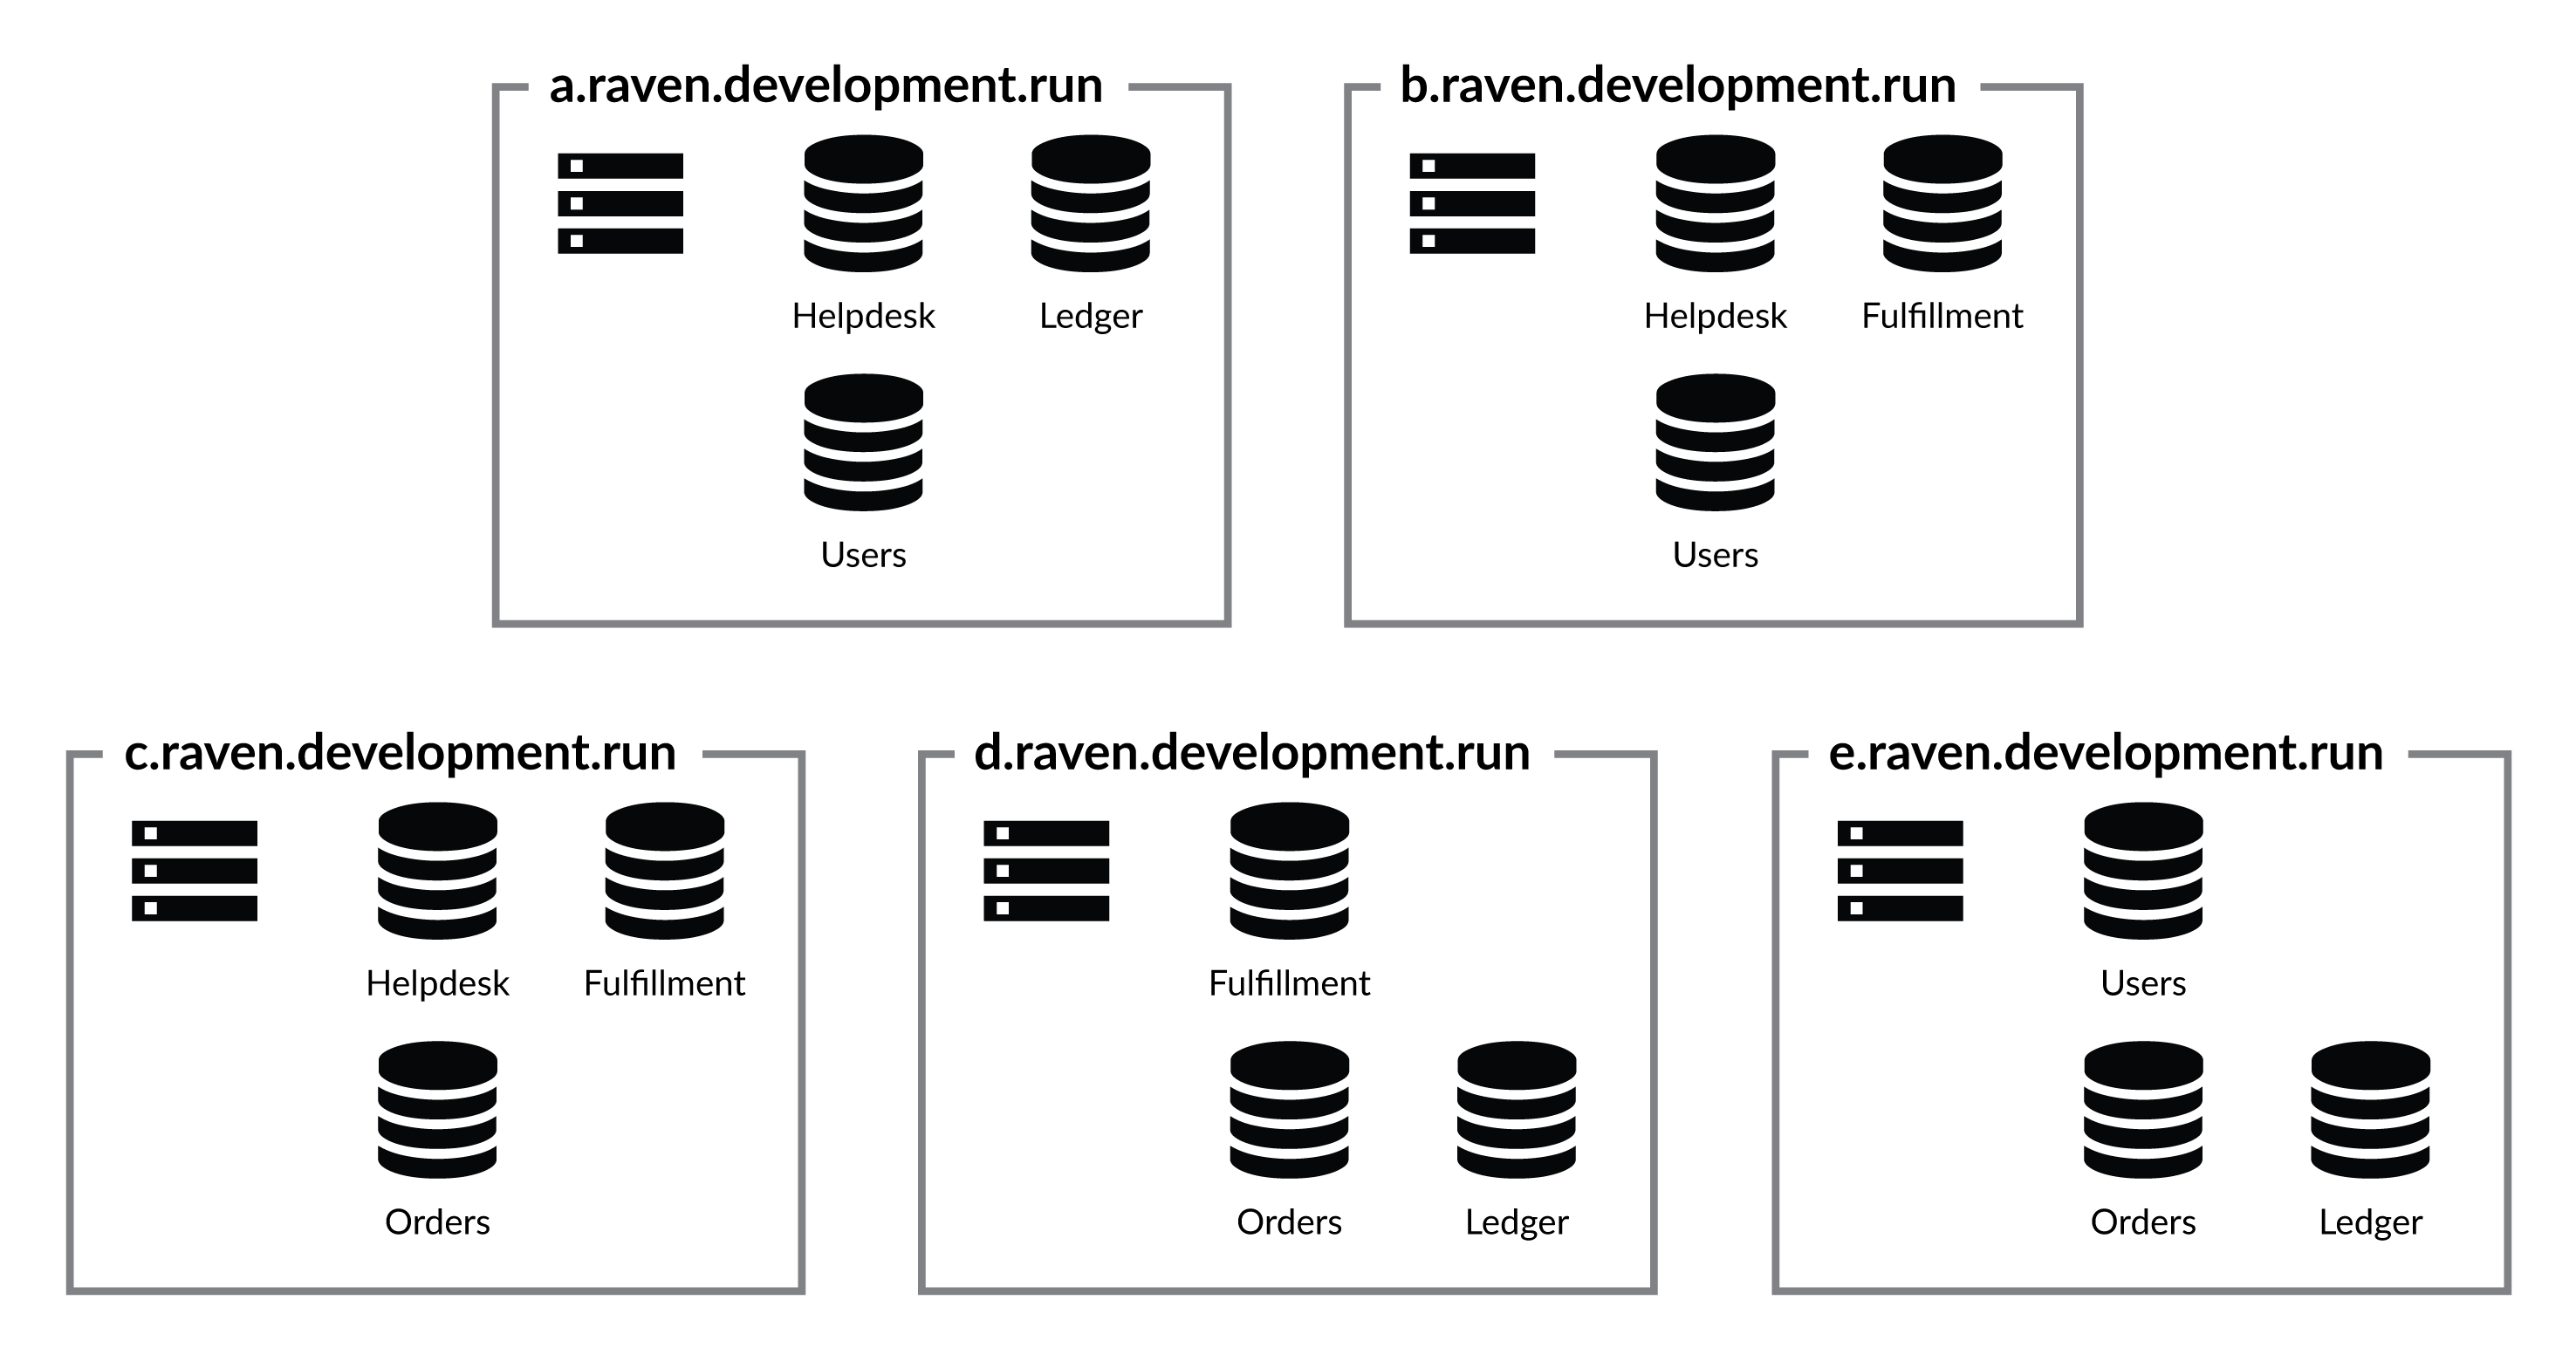 a.raven.development.run
Helpdesk
Ledger
Users
b.raven.development.run
Helpdesk
Fulfillment
Users
c.raven.development.run
Helpdesk
Fulfillment
Orders
d.raven.development.run
Fulfillment
Orders
Ledger
e.raven.development.run
Users
Orders
Ledger